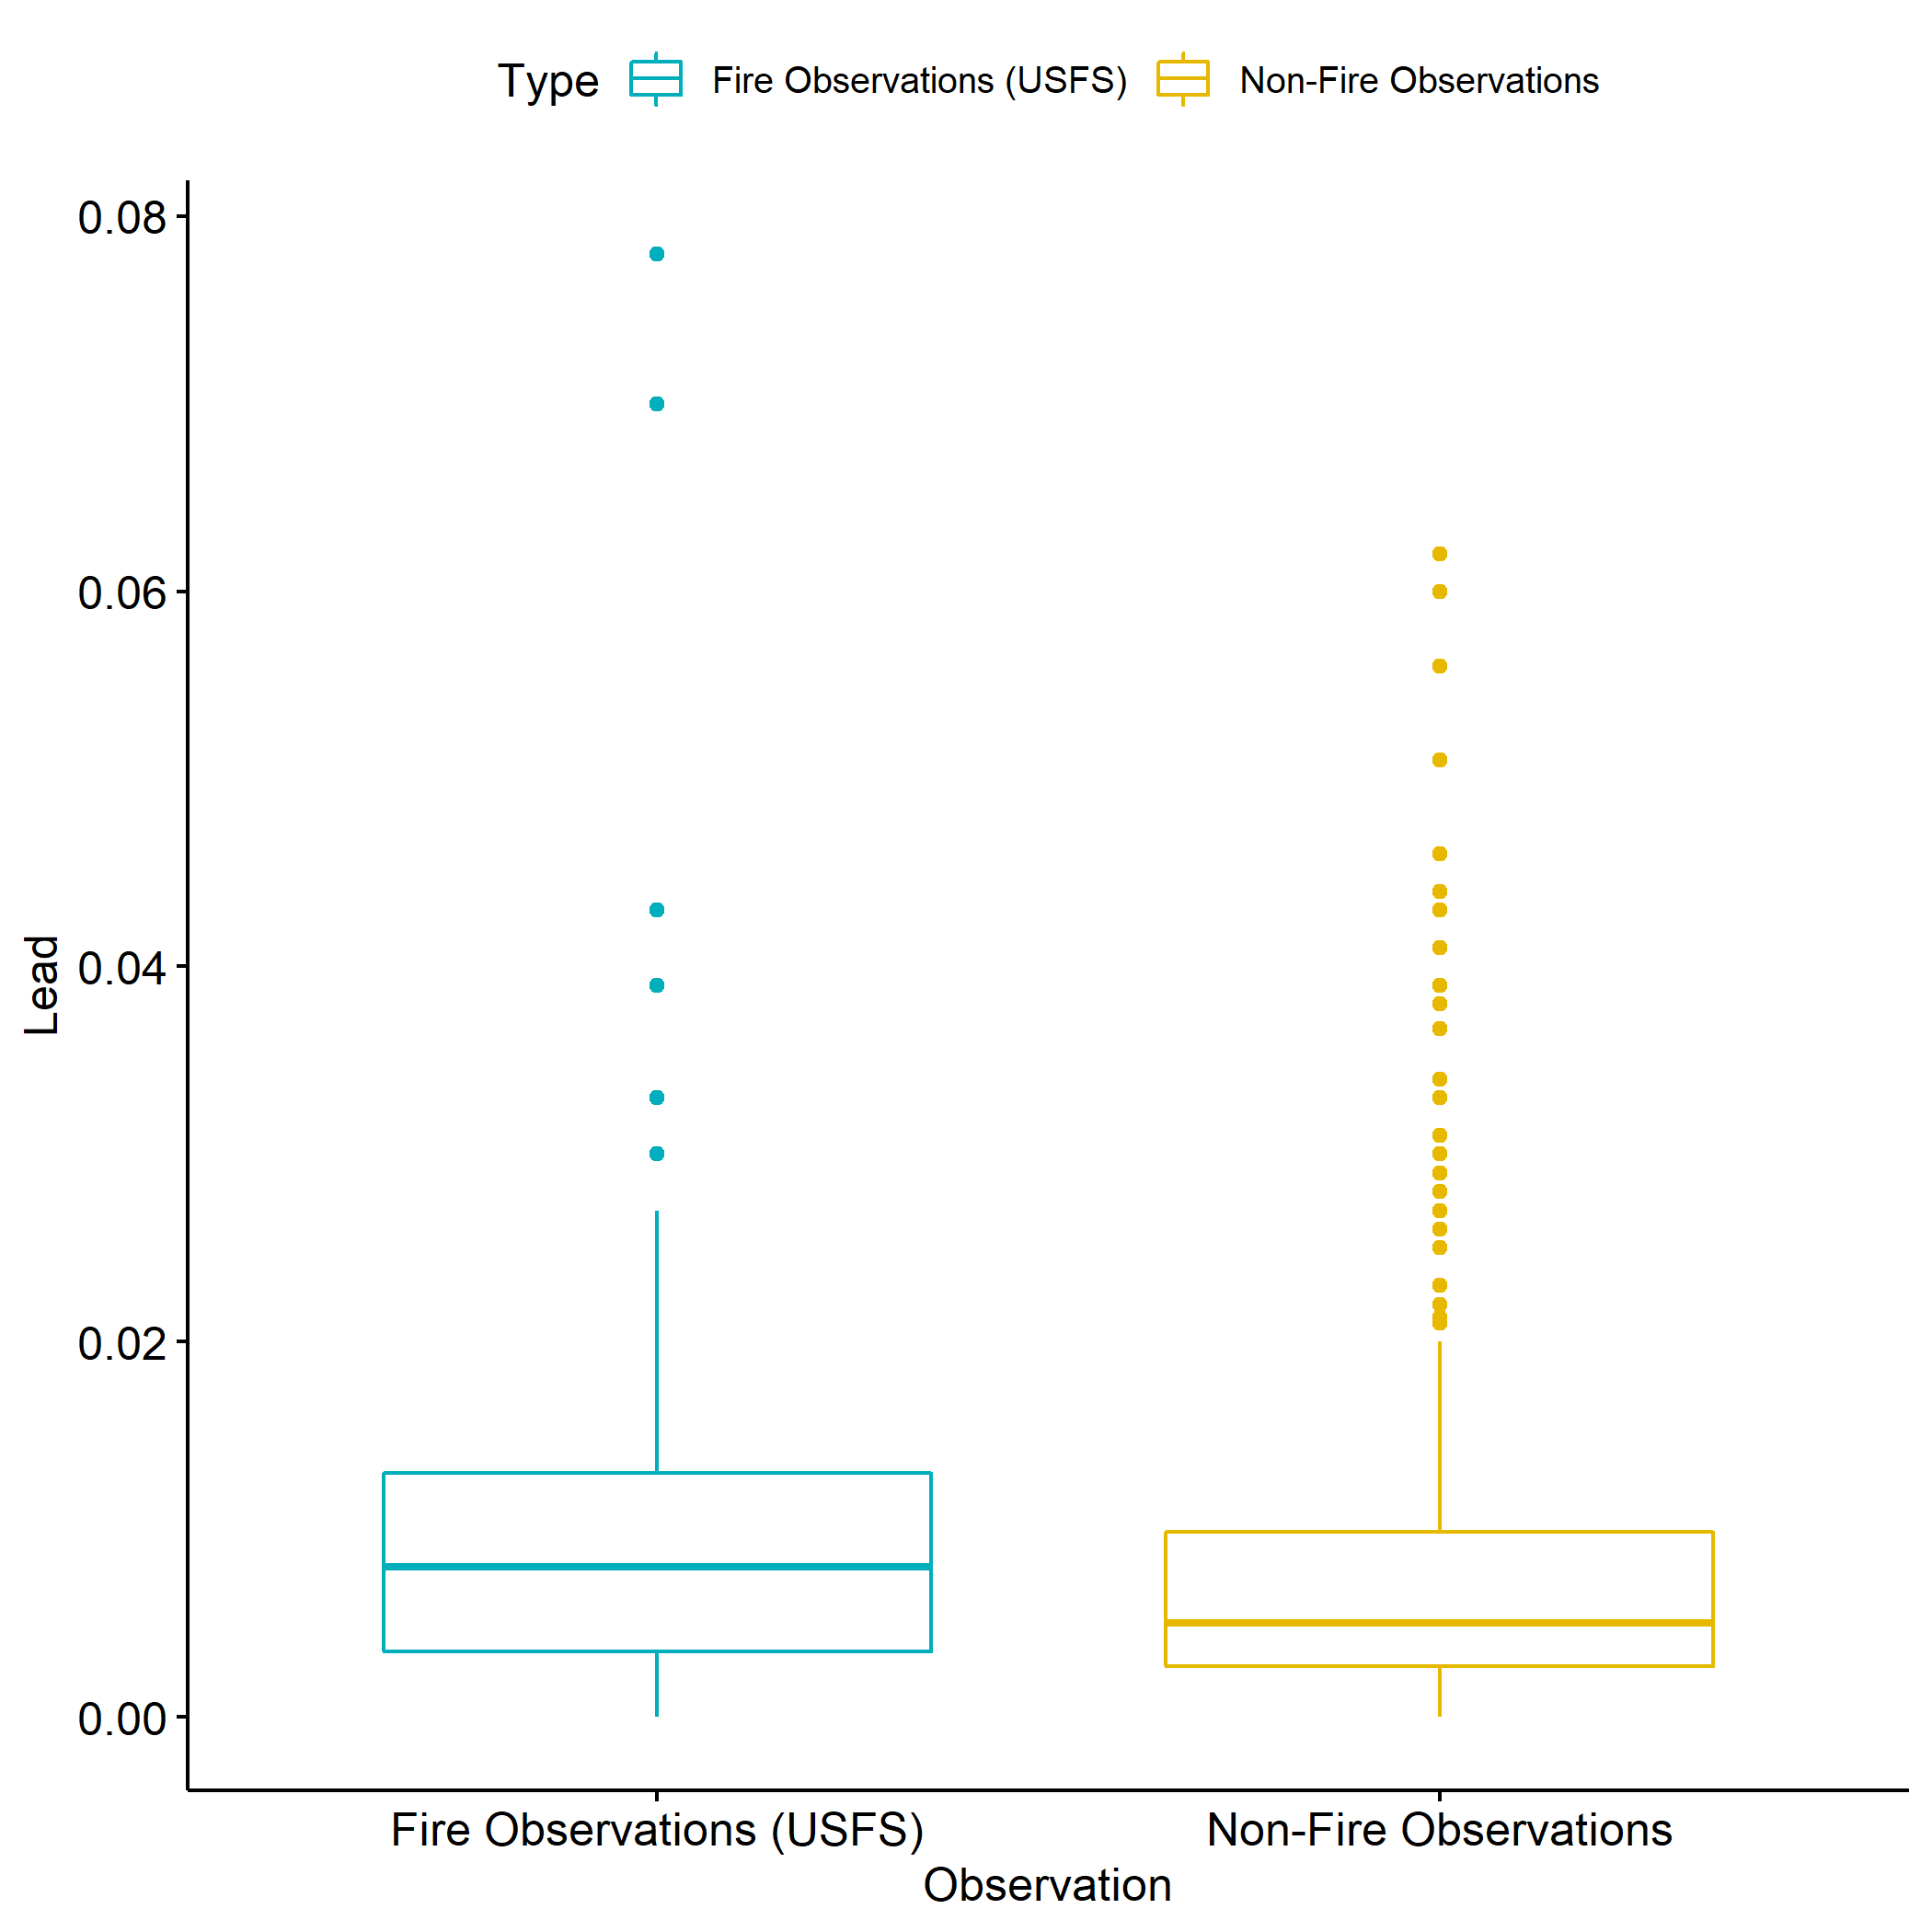 Type Fire Observations (USFS) Non-Fire Observations
0.08
0.06
0.04
0.02
0.00
Lead
Fire Observations (USFS) Non-Fire Observations
Observation